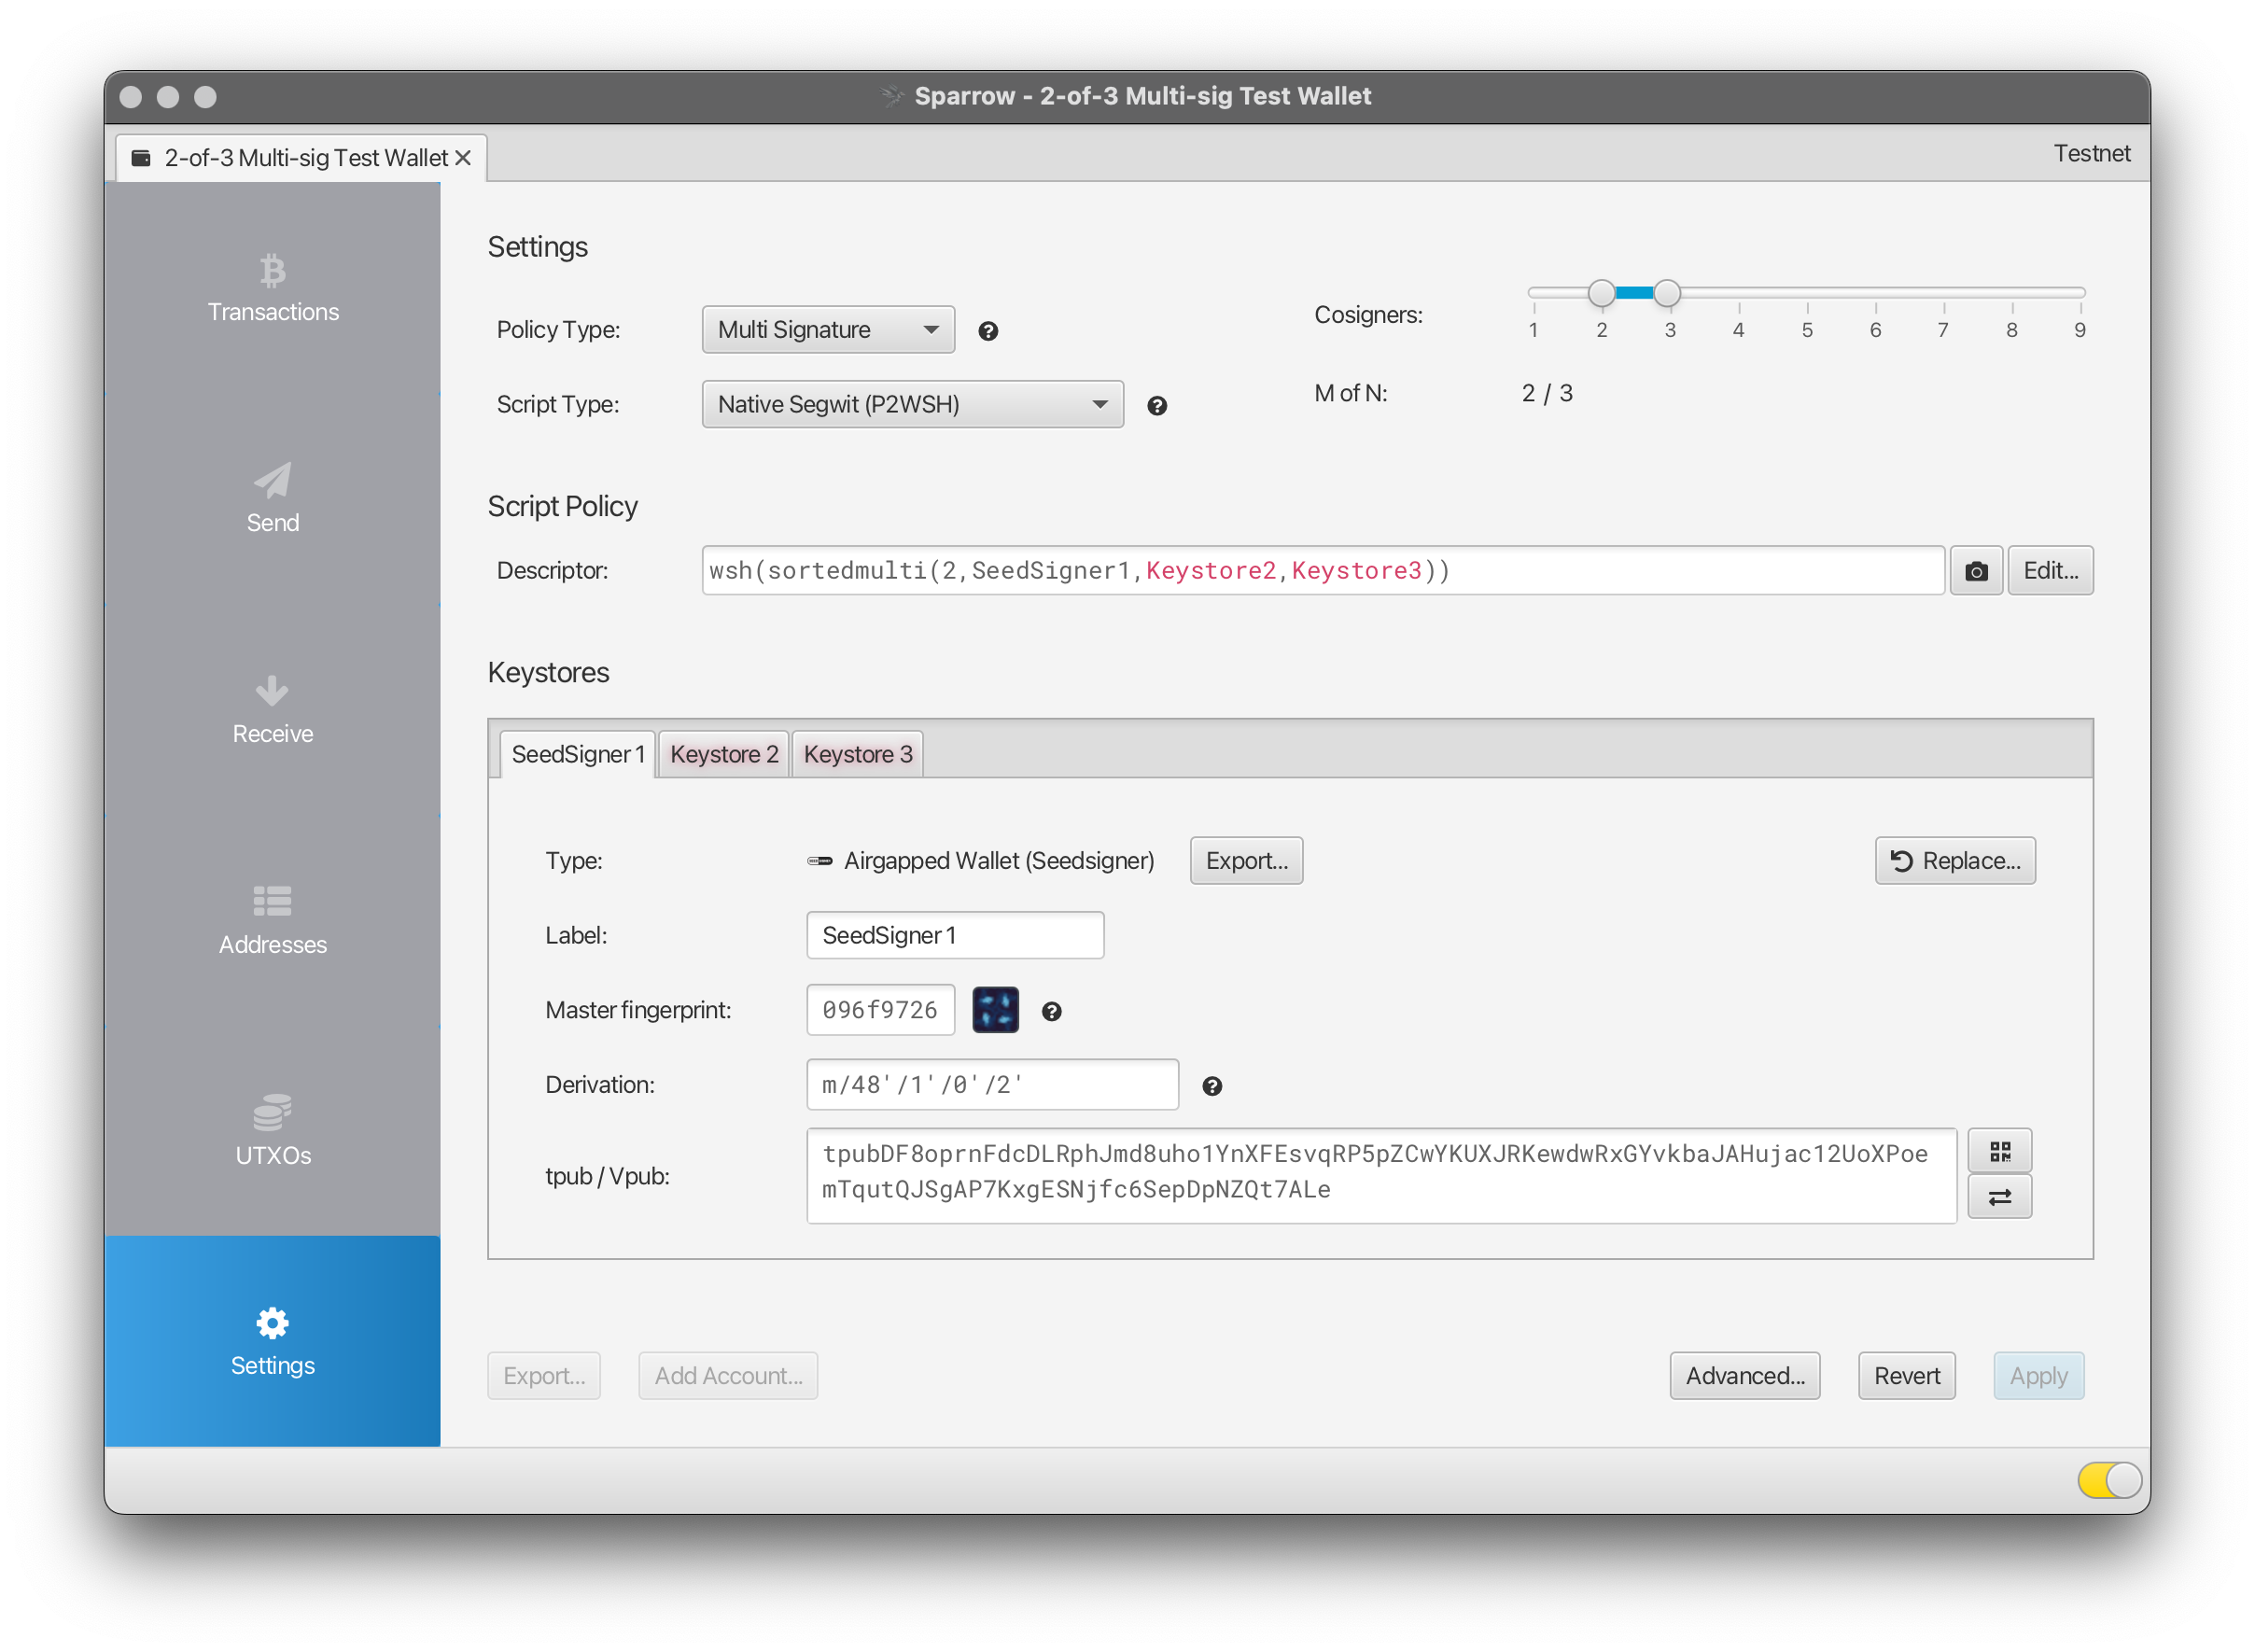 Sparrow - 2-of-3 Multi-sig Test Wallet
2-of-3 Multi-sig Test Wallet
Testnet
Transactions
Send
Receive
Addresses
UTXOs
Settings
Settings
Policy Type: Multi Signature
Cosigners:
1 2 3 4 5 6 7 8 9
Script Type: Native Segwit (P2WSH)
M of N: 2 / 3
Script Policy
Descriptor: wsh(sortedmulti(2,SeedSigner1,Keystore2,Keystore3)) Edit...
Keystores
SeedSigner 1 Keystore 2 Keystore 3
Type: Airgapped Wallet (Seedsigner) Export... Replace...
Label: SeedSigner 1
Master fingerprint: 096f9726
Derivation: m/48'/1'/0'/2'
tpub / Vpub:
tpubDF8oprnFdcDLRphJmd8uho1YnXFEsvqRP5pZCwYKUXJRKewdwRxGYvkbaJAHujac12UoXPoe
mTqutQJSgAP7KxgESNjfc6SepDpNZQt7ALe
Export... Add Account... Advanced... Revert Apply